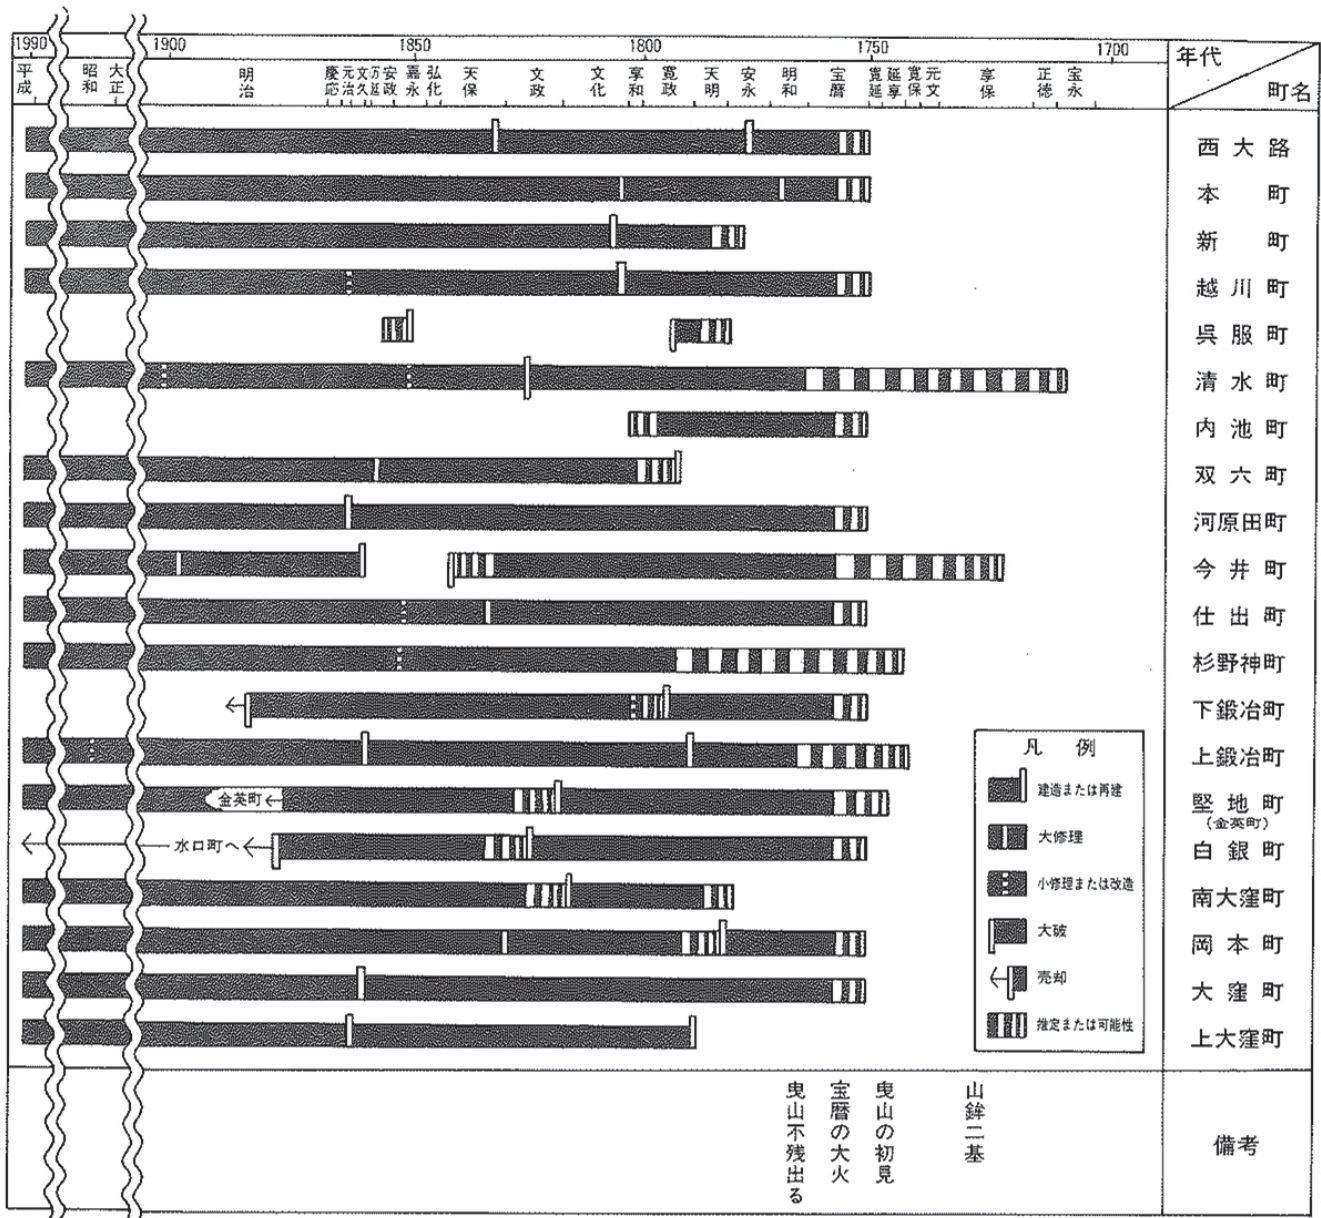 1990 1900 1850 1800 1750 1700
年代
町名
平成 昭和 大正 明治 慶応 元治 文久 万延 安政 嘉永 弘化 天保 文政 文化 享和 寛政 天明 安永 明和 宝暦 寛延 延享 寛保 元文 享保 正徳 宝永
西大路
本町
新町
越川町
呉服町
清水町
内池町
双六町
河原田町
今井町
仕出町
杉野神町
下鍛冶町
上鍛冶町
金英町
堅地町
(金英町)
水口町へ
白銀町
南大窪町
岡本町
大窪町
上大窪町
凡例
建造または再建
大修理
小修理または改造
大破
売却
推定または可能性
曳山不残出る
宝暦の大火
曳山の初見
山鉾二基
備考